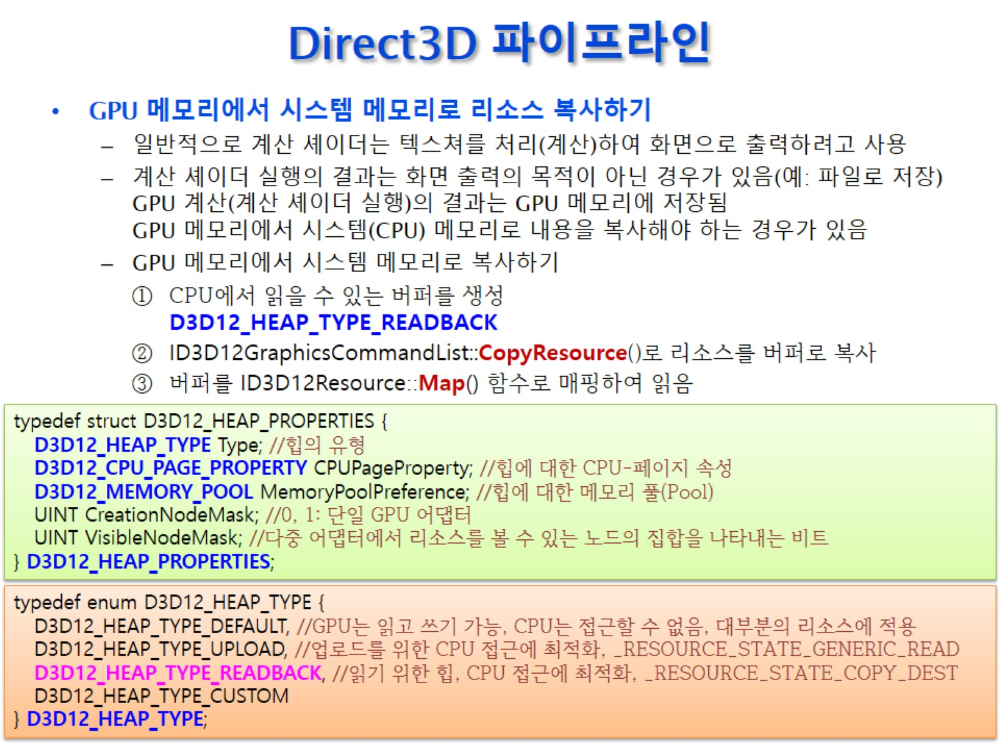 Direct3D 파이프라인
• GPU 메모리에서 시스템 메모리로 리소스 복사하기
– 일반적으로 계산 셰이더는 텍스쳐를 처리(계산)하여 화면으로 출력하려고 사용
– 계산 셰이더 실행의 결과는 화면 출력의 목적이 아닌 경우가 있음(예: 파일로 저장)
GPU 계산(계산 셰이더 실행)의 결과는 GPU 메모리에 저장됨
GPU 메모리에서 시스템(CPU) 메모리로 내용을 복사해야 하는 경우가 있음
– GPU 메모리에서 시스템 메모리로 복사하기
① CPU에서 읽을 수 있는 버퍼를 생성
D3D12_HEAP_TYPE_READBACK
② ID3D12GraphicsCommandList::CopyResource()로 리소스를 버퍼로 복사
③ 버퍼를 ID3D12Resource::Map() 함수로 매핑하여 읽음
typedef struct D3D12_HEAP_PROPERTIES {
D3D12_HEAP_TYPE Type; //힙의 유형
D3D12_CPU_PAGE_PROPERTY CPUPageProperty; //힙에 대한 CPU-페이지 속성
D3D12_MEMORY_POOL MemoryPoolPreference; //힙에 대한 메모리 풀(Pool)
UINT CreationNodeMask; //0, 1: 단일 GPU 어댑터
UINT VisibleNodeMask; //다중 어댑터에서 리소스를 볼 수 있는 노드의 집합을 나타내는 비트
} D3D12_HEAP_PROPERTIES;
typedef enum D3D12_HEAP_TYPE {
D3D12_HEAP_TYPE_DEFAULT, //GPU는 읽고 쓰기 가능, CPU는 접근할 수 없음, 대부분의 리소스에 적용
D3D12_HEAP_TYPE_UPLOAD, //업로드를 위한 CPU 접근에 최적화, _RESOURCE_STATE_GENERIC_READ
D3D12_HEAP_TYPE_READBACK, //읽기 위한 힙, CPU 접근에 최적화, _RESOURCE_STATE_COPY_DEST
D3D12_HEAP_TYPE_CUSTOM
} D3D12_HEAP_TYPE;